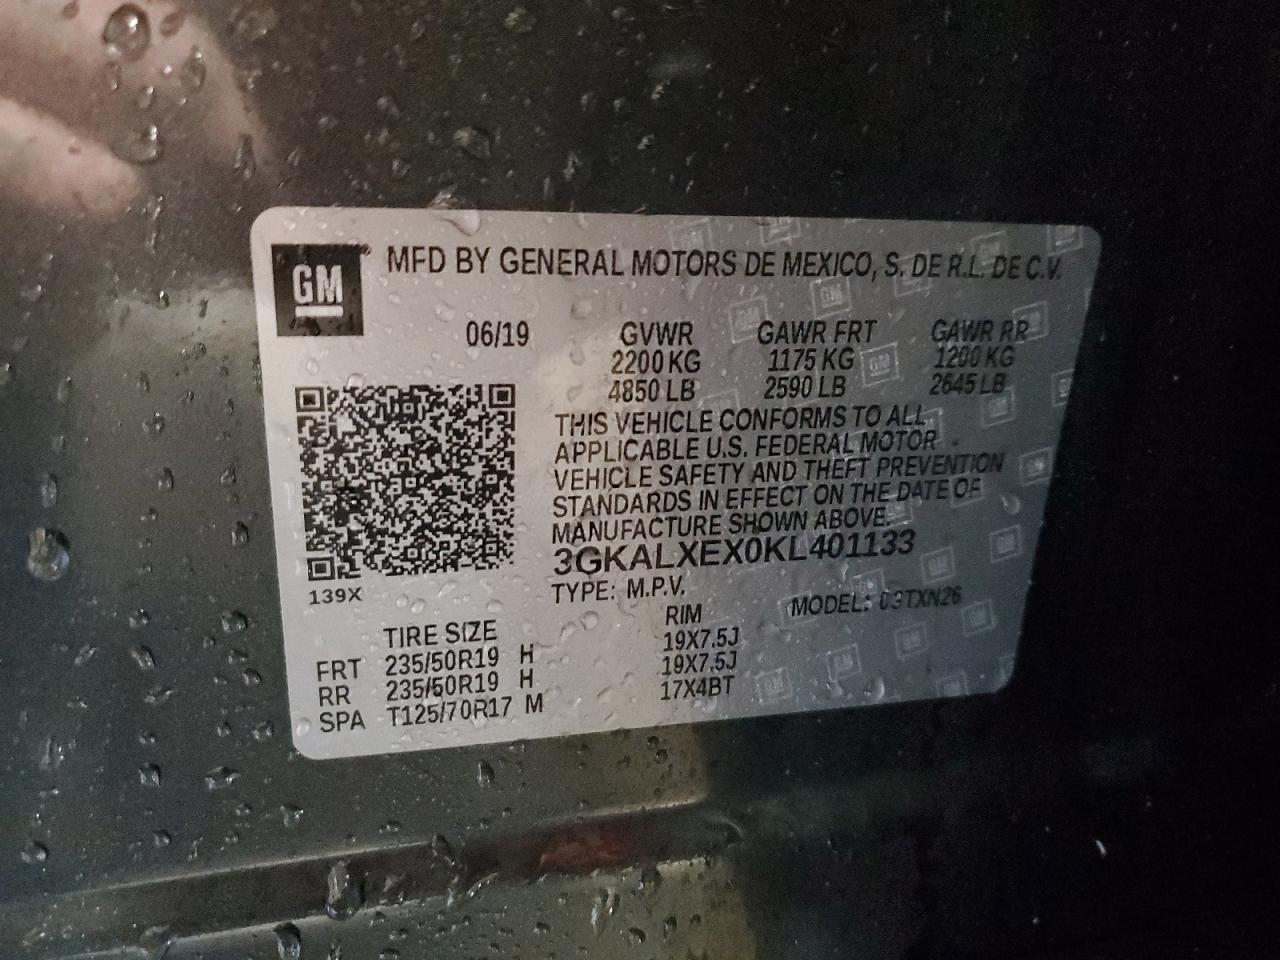 GM
MFD BY GENERAL MOTORS DE MEXICO, S. DE R.L. DE C.V.
06/19 GVWR GAWR FRT GAWR RR
2200 KG 1175 KG 1200 KG
4850 LB 2590 LB 2645 LB
THIS VEHICLE CONFORMS TO ALL
APPLICABLE U.S. FEDERAL MOTOR
VEHICLE SAFETY AND THEFT PREVENTION
STANDARDS IN EFFECT ON THE DATE OF
MANUFACTURE SHOWN ABOVE.
3GKALXEX0KL401133
139X
TYPE: M.P.V. MODEL: 03TXN26
TIRE SIZE RIM
FRT 235/50R19 H 19X7.5J
RR 235/50R19 H 19X7.5J
SPA T125/70R17 M 17X4BT